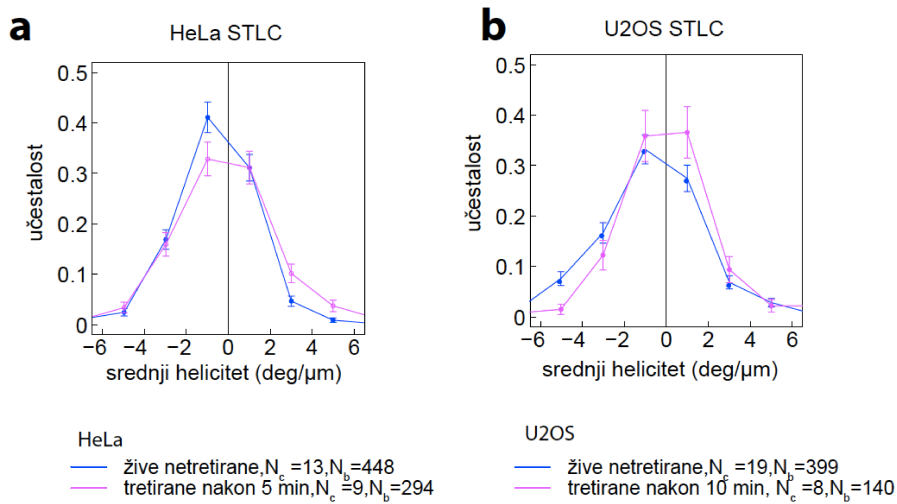 a
HeLa STLC
0.5
0.4
0.3
0.2
0.1
0
učestalost
−6 −4 −2 0 2 4 6
srednji helicitet (deg/µm)
HeLa
žive netretirane,N_c =13,N_b=448
tretirane nakon 5 min,N_c =9,N_b=294
b
U2OS STLC
0.5
0.4
0.3
0.2
0.1
0
učestalost
−6 −4 −2 0 2 4 6
srednji helicitet (deg/µm)
U2OS
žive netretirane,N_c =19,N_b=399
tretirane nakon 10 min, N_c =8,N_b=140